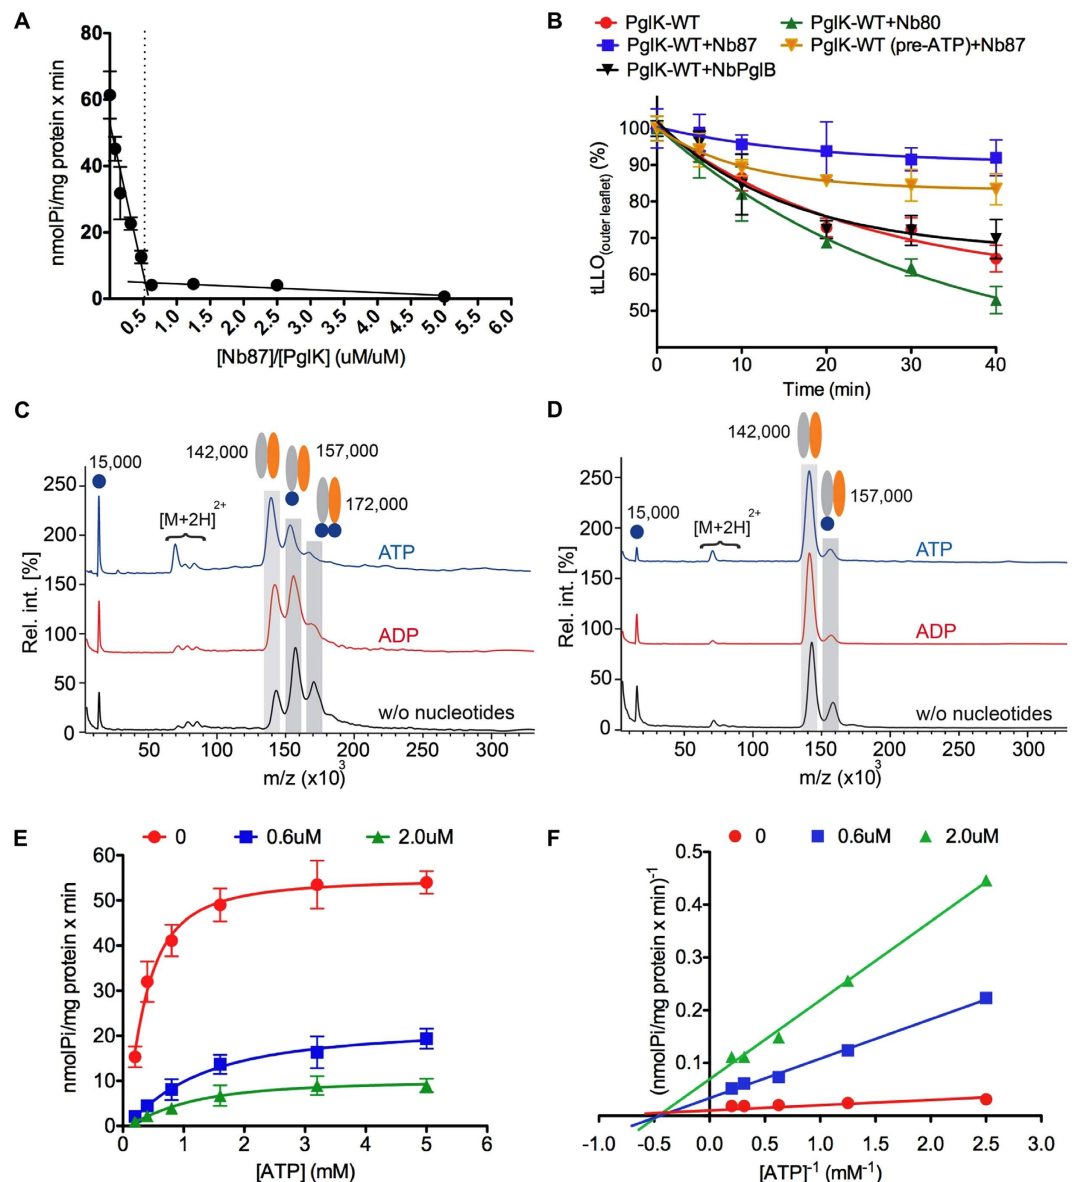 A
80
60
40
20
0
nmolPi/mg protein x min
0.5 1.0 1.5 2.0 2.5 3.0 3.5 4.0 4.5 5.0 5.5 6.0
[Nb87]/[PglK] (uM/uM)
B
PglK-WT
PglK-WT+Nb80
PglK-WT+Nb87
PglK-WT (pre-ATP)+Nb87
PglK-WT+NbPglB
100
90
80
70
60
50
tLLO(outer leaflet) (%)
0 10 20 30 40
Time (min)
C
15,000
142,000
157,000
172,000
[M+2H]2+
250
200
150
100
50
0
Rel. int. [%]
ATP
ADP
w/o nucleotides
50 100 150 200 250 300
m/z (x103)
D
142,000
15,000
157,000
[M+2H]2+
250
200
150
100
50
0
Rel. int. [%]
ATP
ADP
w/o nucleotides
50 100 150 200 250 300
m/z (x103)
E
0 0.6uM 2.0uM
60
50
40
30
20
10
0
nmolPi/mg protein x min
0 1 2 3 4 5 6
[ATP] (mM)
F
0 0.6uM 2.0uM
0.5
0.4
0.3
0.2
0.1
(nmolPi/mg protein x min)-1
-1.0 -0.5 0.0 0.5 1.0 1.5 2.0 2.5 3.0
[ATP]-1 (mM-1)